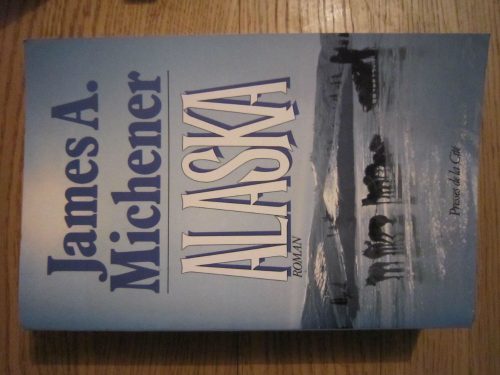 James A.
Michener
ALASKA
ROMAN
Presses de la Cité